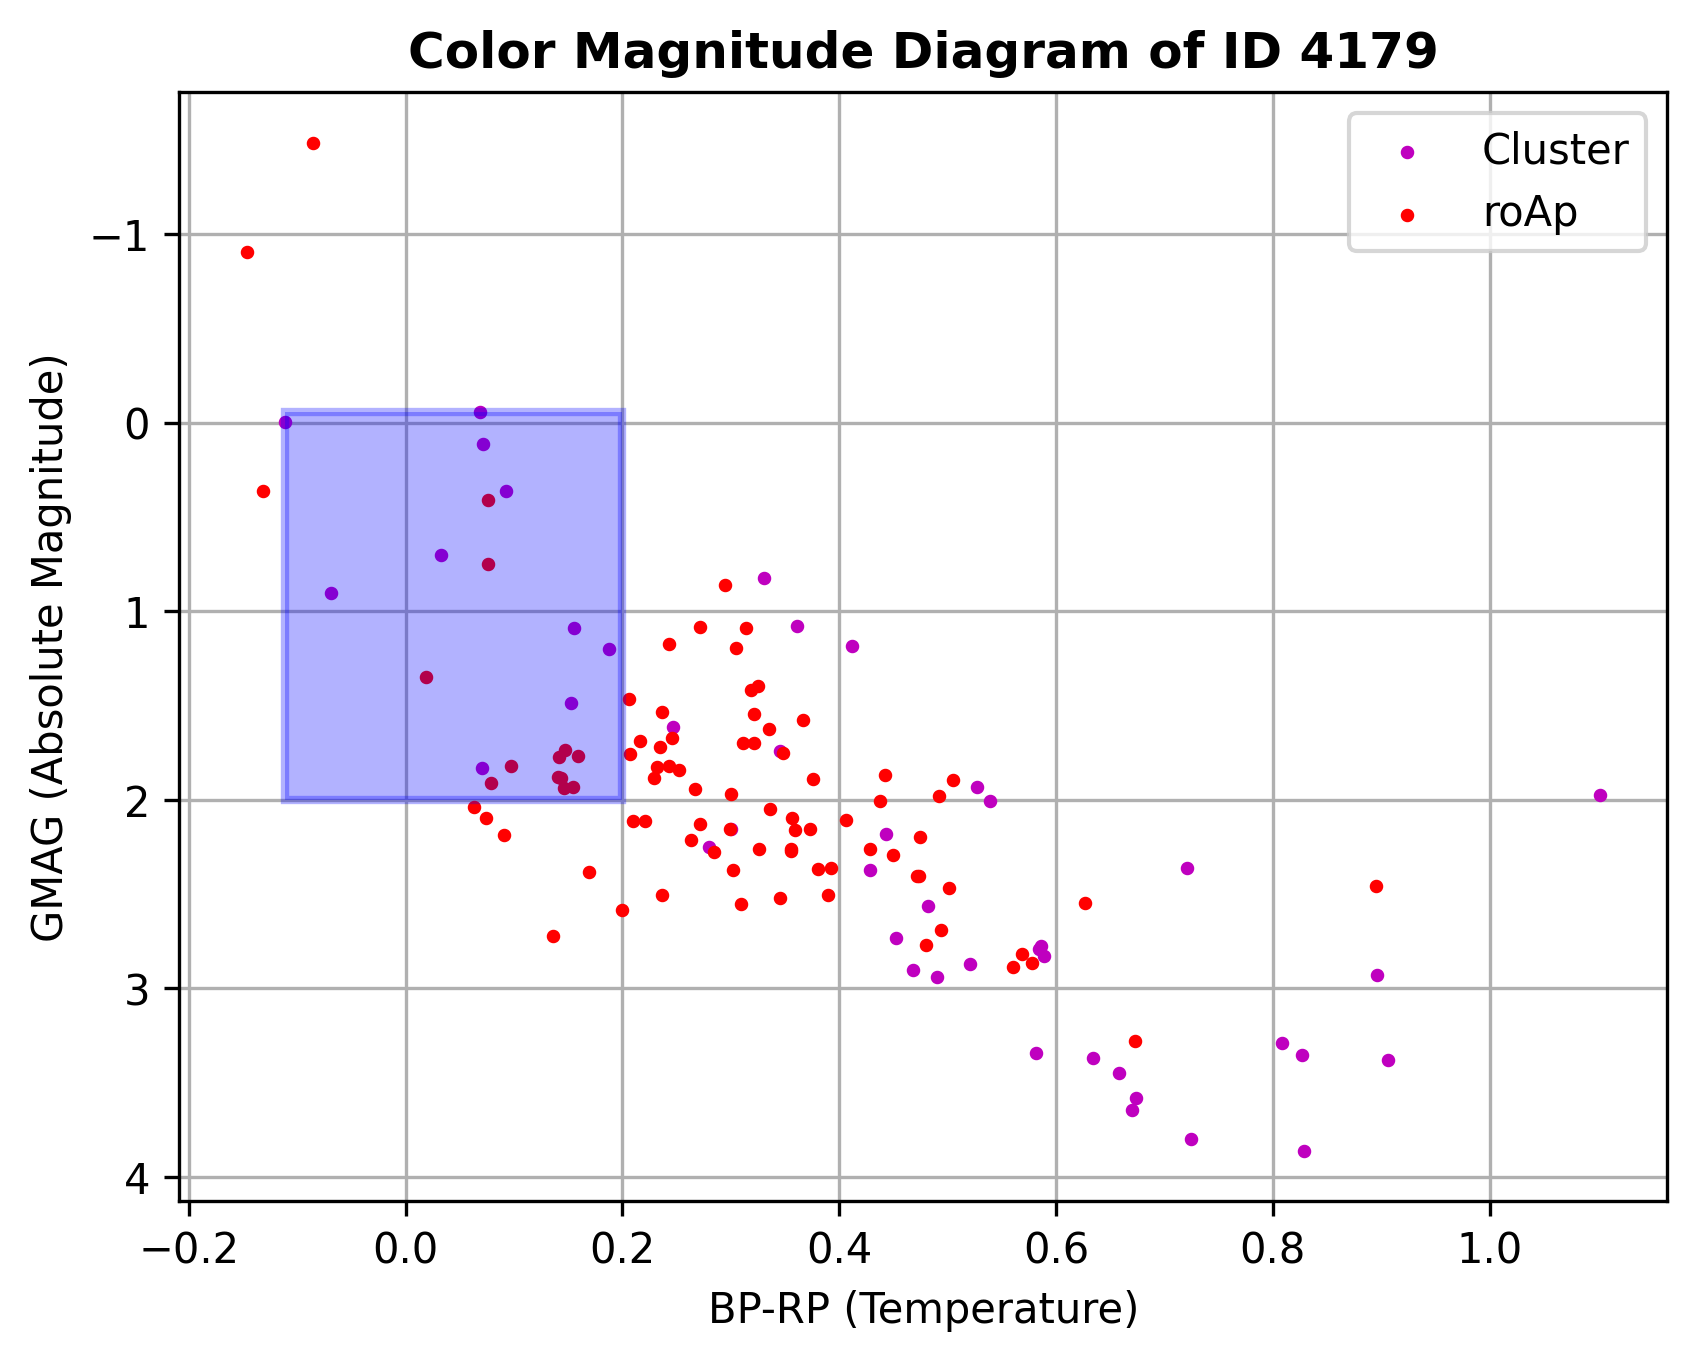 Color Magnitude Diagram of ID 4179
Cluster
roAp
GMAG (Absolute Magnitude)
−1
0
1
2
3
4
−0.2 0.0 0.2 0.4 0.6 0.8 1.0
BP-RP (Temperature)